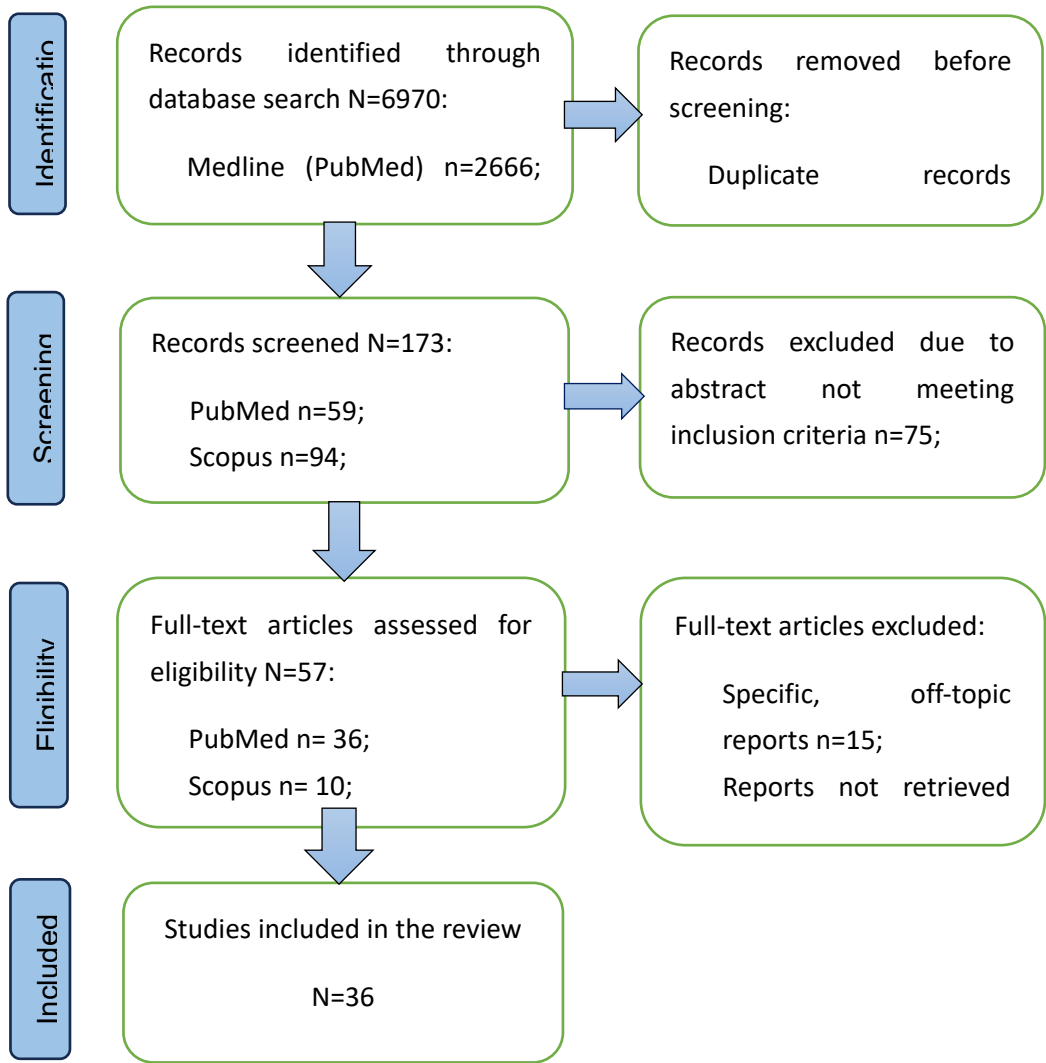 Identificatio
Records identified through
database search N=6970:
Medline (PubMed) n=2666;
Records removed before
screening:
Duplicate records
Screening
Records screened N=173:
PubMed n=59;
Scopus n=94;
Records excluded due to
abstract not meeting
inclusion criteria n=75;
Eligibility
Full-text articles assessed for
eligibility N=57:
PubMed n= 36;
Scopus n= 10;
Full-text articles excluded:
Specific, off-topic
reports n=15;
Reports not retrieved
Included
Studies included in the review
N=36